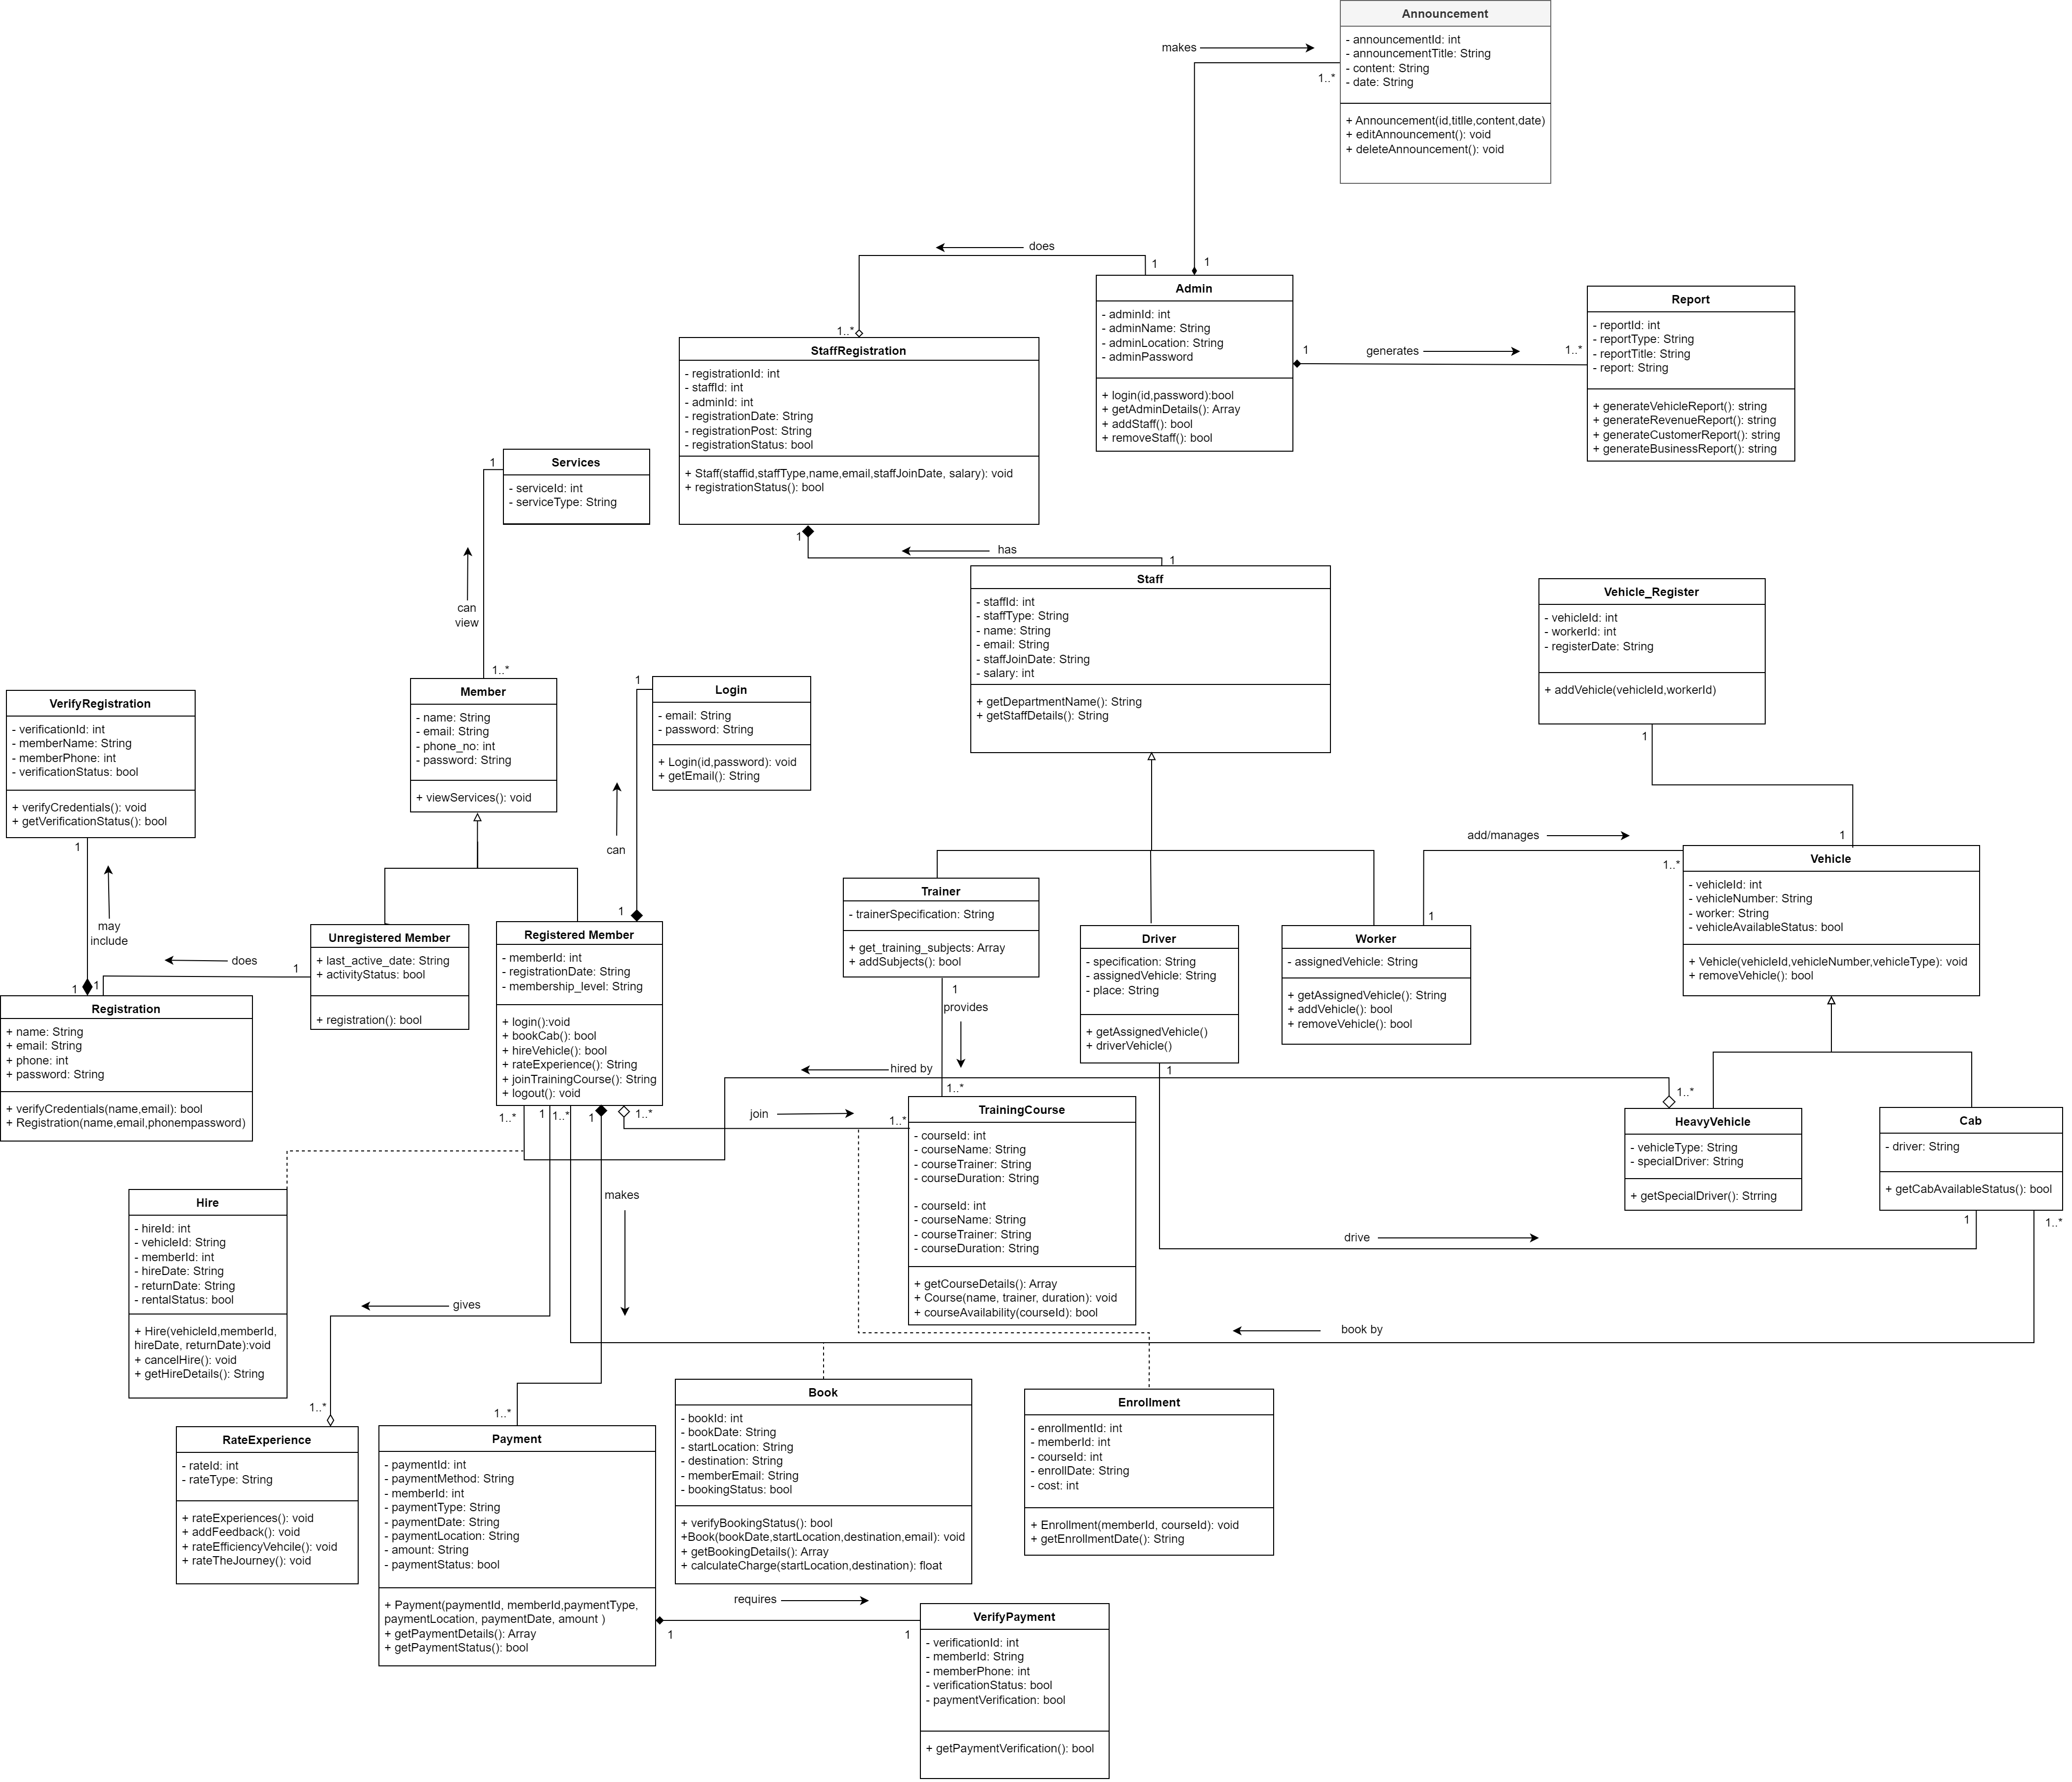 Announcement
- announcementId: int
- announcementTitle: String
- content: String
- date: String
+ Announcement(id,titlle,content,date)
+ editAnnouncement(): void
+ deleteAnnouncement(): void
makes
1..*
does
1
1
1..*
Admin
- adminId: int
- adminName: String
- adminLocation: String
- adminPassword
+ login(id,password):bool
+ getAdminDetails(): Array
+ addStaff(): bool
+ removeStaff(): bool
1
generates
1..*
Report
- reportId: int
- reportType: String
- reportTitle: String
- report: String
+ generateVehicleReport(): string
+ generateRevenueReport(): string
+ generateCustomerReport(): string
+ generateBusinessReport(): string
StaffRegistration
- registrationId: int
- staffId: int
- adminId: int
- registrationDate: String
- registrationPost: String
- registrationStatus: bool
+ Staff(staffid,staffType,name,email,staffJoinDate, salary): void
+ registrationStatus(): bool
1
has
1
1
Services
- serviceId: int
- serviceType: String
can
view
1..*
Staff
- staffId: int
- staffType: String
- name: String
- email: String
- staffJoinDate: String
- salary: int
+ getDepartmentName(): String
+ getStaffDetails(): String
Vehicle_Register
- vehicleId: int
- workerId: int
- registerDate: String
+ addVehicle(vehicleId,workerId)
1
1
VerifyRegistration
- verificationId: int
- memberName: String
- memberPhone: int
- verificationStatus: bool
+ verifyCredentials(): void
+ getVerificationStatus(): bool
1
may
include
Member
- name: String
- email: String
- phone_no: int
- password: String
+ viewServices(): void
1
Login
- email: String
- password: String
+ Login(id,password): void
+ getEmail(): String
can
1
add/manages
1..*
1
Vehicle
- vehicleId: int
- vehicleNumber: String
- worker: String
- vehicleAvailableStatus: bool
+ Vehicle(vehicleId,vehicleNumber,vehicleType): void
+ removeVehicle(): bool
Trainer
- trainerSpecification: String
+ get_training_subjects: Array
+ addSubjects(): bool
1
provides
1..*
Driver
- specification: String
- assignedVehicle: String
- place: String
+ getAssignedVehicle()
+ driverVehicle()
1
Worker
- assignedVehicle: String
+ getAssignedVehicle(): String
+ addVehicle(): bool
+ removeVehicle(): bool
does
1
1
1
Unregistered Member
+ last_active_date: String
+ activityStatus: bool
+ registration(): bool
Registered Member
- memberId: int
- registrationDate: String
- membership_level: String
+ login():void
+ bookCab(): bool
+ hireVehicle(): bool
+ rateExperience(): String
+ joinTrainingCourse(): String
+ logout(): void
Registration
+ name: String
+ email: String
+ phone: int
+ password: String
+ verifyCredentials(name,email): bool
+ Registration(name,email,phonempassword)
hired by
1..*
1..*
1
1..*
1
1..*
join
1..*
TrainingCourse
- courseId: int
- courseName: String
- courseTrainer: String
- courseDuration: String
- courseId: int
- courseName: String
- courseTrainer: String
- courseDuration: String
+ getCourseDetails(): Array
+ Course(name, trainer, duration): void
+ courseAvailability(courseId): bool
HeavyVehicle
- vehicleType: String
- specialDriver: String
+ getSpecialDriver(): Strring
Cab
- driver: String
+ getCabAvailableStatus(): bool
1
1..*
drive
book by
Hire
- hireId: int
- vehicleId: String
- memberId: int
- hireDate: String
- returnDate: String
- rentalStatus: bool
+ Hire(vehicleId,memberId,
hireDate, returnDate):void
+ cancelHire(): void
+ getHireDetails(): String
makes
gives
1..*
1..*
RateExperience
- rateId: int
- rateType: String
+ rateExperiences(): void
+ addFeedback(): void
+ rateEfficiencyVehcile(): void
+ rateTheJourney(): void
Payment
- paymentId: int
- paymentMethod: String
- memberId: int
- paymentType: String
- paymentDate: String
- paymentLocation: String
- amount: String
- paymentStatus: bool
+ Payment(paymentId, memberId,paymentType,
paymentLocation, paymentDate, amount )
+ getPaymentDetails: Array
+ getPaymentStatus(): bool
Book
- bookId: int
- bookDate: String
- startLocation: String
- destination: String
- memberEmail: String
- bookingStatus: bool
+ verifyBookingStatus(): bool
+Book(bookDate,startLocation,destination,email): void
+ getBookingDetails(): Array
+ calculateCharge(startLocation,destination): float
Enrollment
- enrollmentId: int
- memberId: int
- courseId: int
- enrollDate: String
- cost: int
+ Enrollment(memberId, courseId): void
+ getEnrollmentDate(): String
requires
1
1
VerifyPayment
- verificationId: int
- memberId: String
- memberPhone: int
- verificationStatus: bool
- paymentVerification: bool
+ getPaymentVerification(): bool